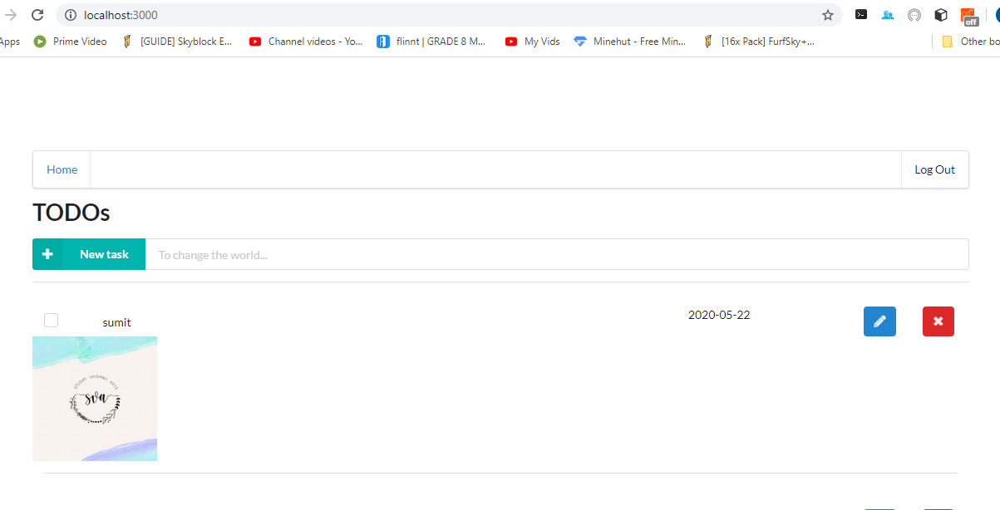 localhost:3000
Apps Prime Video [GUIDE] Skyblock E... Channel videos - Yo... flinnt | GRADE 8 M... My Vids Minehut - Free Min... [16x Pack] FurfSky+... Other bo
off
Home Log Out
TODOs
New task To change the world...
sumit 2020-05-22
STUDIO VAISHALI ARTS
sva